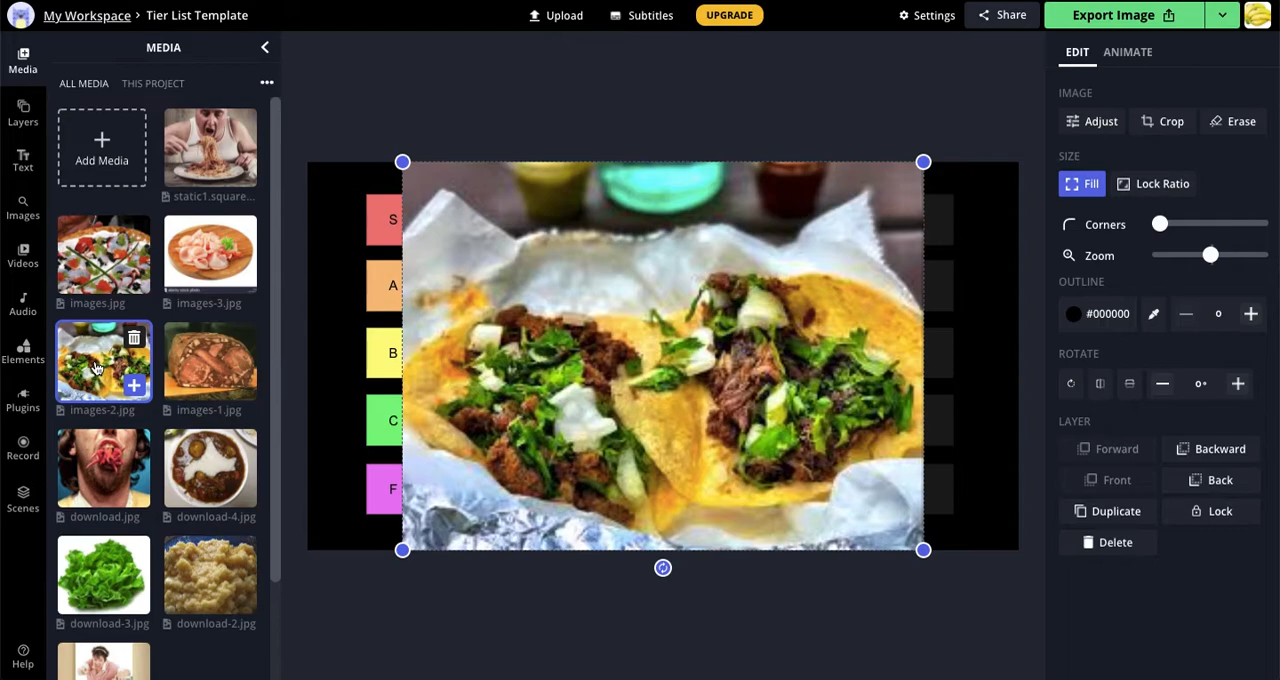 My Workspace › Tier List Template
Upload
Subtitles
UPGRADE
Settings
Share
Export Image
Media
Layers
Text
Images
Videos
Audio
Elements
Plugins
Record
Scenes
Help
MEDIA
ALL MEDIA
THIS PROJECT
Add Media
static1.square...
images.jpg
images-3.jpg
images-2.jpg
images-1.jpg
download.jpg
download-4.jpg
download-3.jpg
download-2.jpg
S
A
B
C
F
EDIT
ANIMATE
IMAGE
Adjust
Crop
Erase
SIZE
Fill
Lock Ratio
Corners
Zoom
OUTLINE
#000000
0
ROTATE
0°
LAYER
Forward
Backward
Front
Back
Duplicate
Lock
Delete